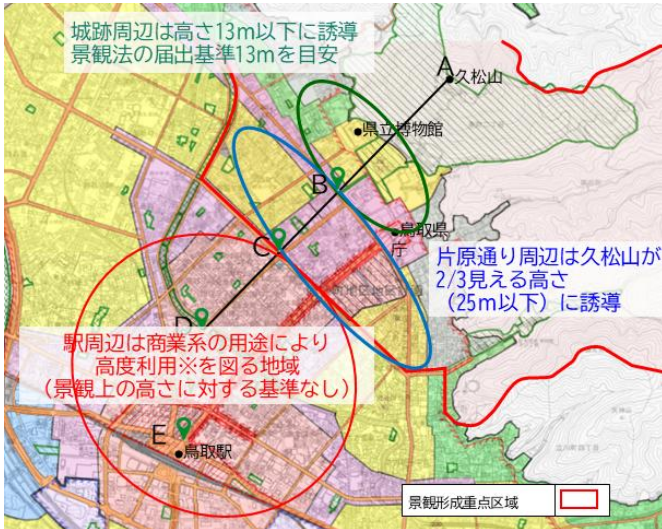 城跡周辺は高さ13m以下に誘導
景観法の届出基準13mを目安
A
久松山
県立博物館
B
鳥取県
庁
C
片原通り周辺は久松山が
2/3見える高さ
(25m以下)に誘導
D
駅周辺は商業系の用途により
高度利用※を図る地域
(景観上の高さに対する基準なし)
E
鳥取駅
景観形成重点区域